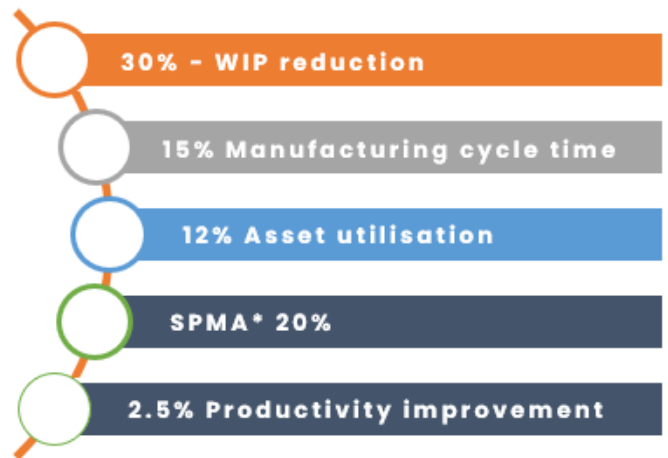 30% - WIP reduction
15% Manufacturing cycle time
12% Asset utilisation
SPMA* 20%
2.5% Productivity improvement